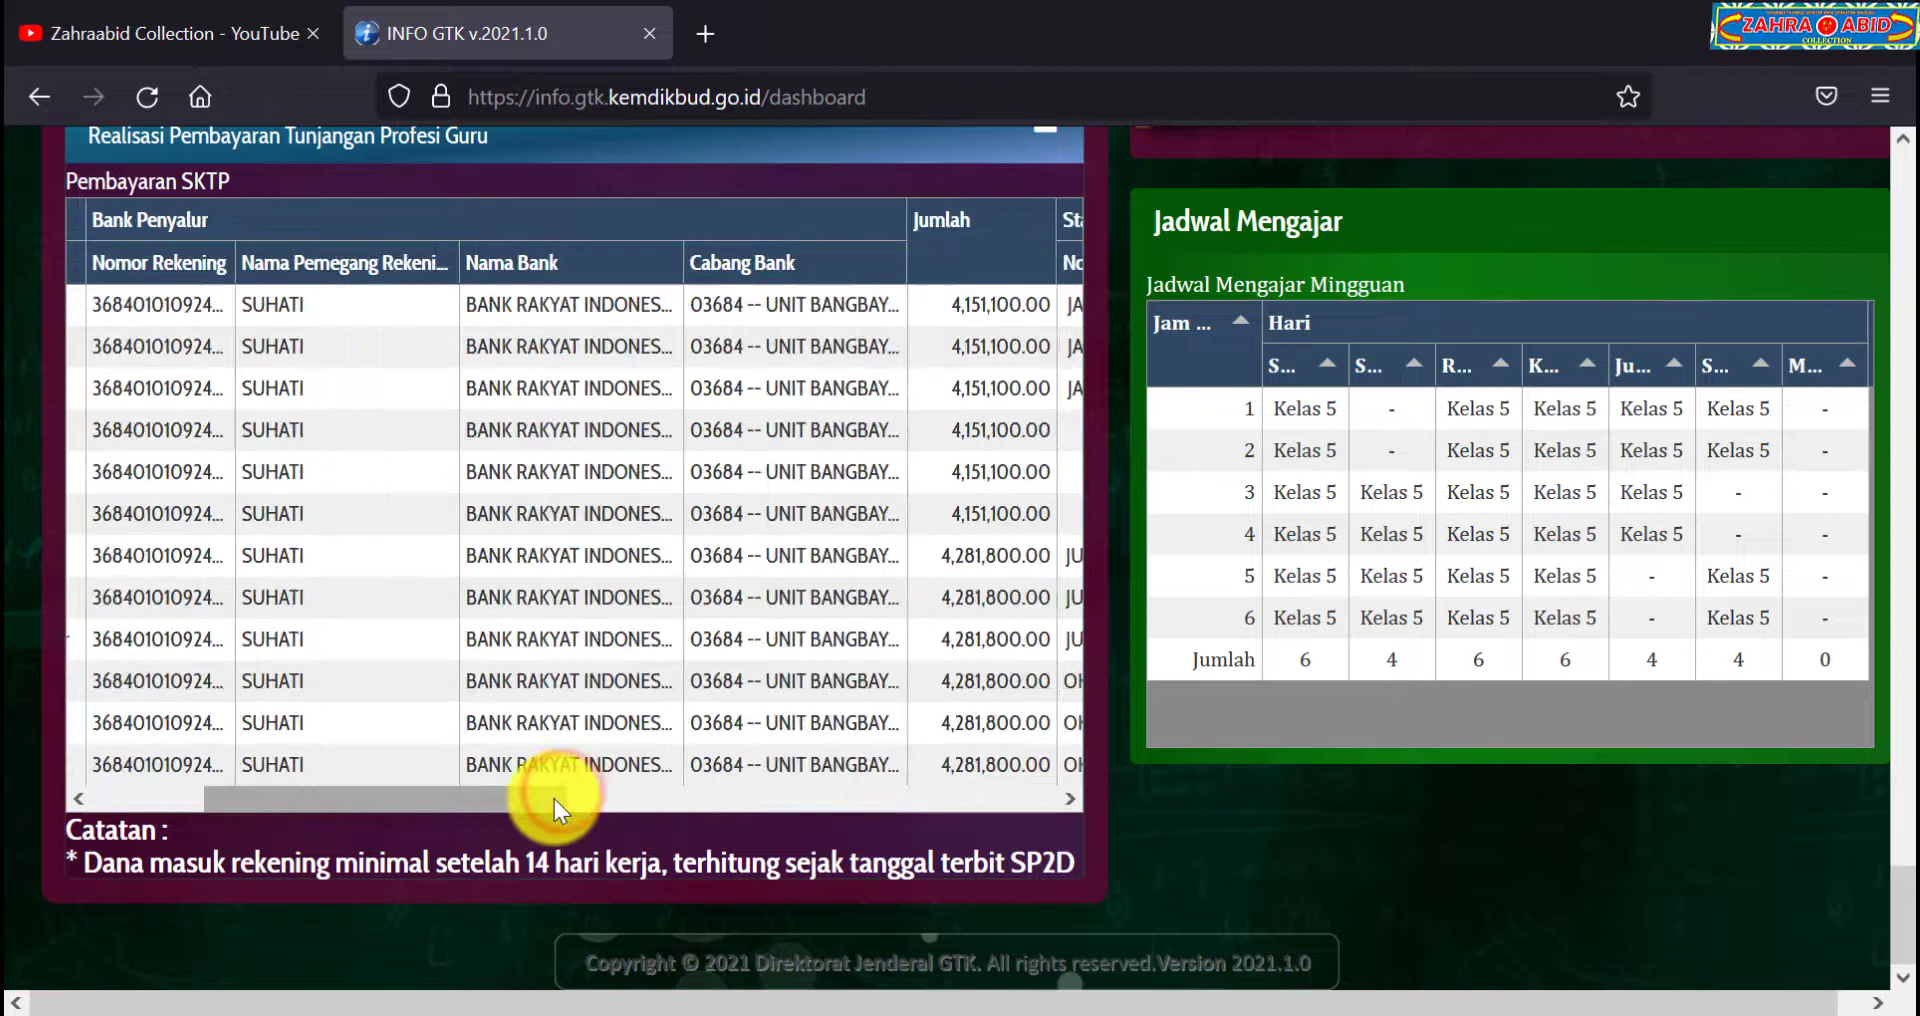 Zahraabid Collection - YouTube
INFO GTK v.2021.1.0
ZAHRA ABID
COLLECTION
https://info.gtk.kemdikbud.go.id/dashboard
Realisasi Pembayaran Tunjangan Profesi Guru
Pembayaran SKTP
Bank Penyalur Jumlah Sta
Nomor Rekening Nama Pemegang Rekeni... Nama Bank Cabang Bank No
368401010924... SUHATI BANK RAKYAT INDONES... 03684 -- UNIT BANGBAY... 4,151,100.00 JA
368401010924... SUHATI BANK RAKYAT INDONES... 03684 -- UNIT BANGBAY... 4,151,100.00 JA
368401010924... SUHATI BANK RAKYAT INDONES... 03684 -- UNIT BANGBAY... 4,151,100.00 JA
368401010924... SUHATI BANK RAKYAT INDONES... 03684 -- UNIT BANGBAY... 4,151,100.00
368401010924... SUHATI BANK RAKYAT INDONES... 03684 -- UNIT BANGBAY... 4,151,100.00
368401010924... SUHATI BANK RAKYAT INDONES... 03684 -- UNIT BANGBAY... 4,151,100.00
368401010924... SUHATI BANK RAKYAT INDONES... 03684 -- UNIT BANGBAY... 4,281,800.00 JU
368401010924... SUHATI BANK RAKYAT INDONES... 03684 -- UNIT BANGBAY... 4,281,800.00 JU
368401010924... SUHATI BANK RAKYAT INDONES... 03684 -- UNIT BANGBAY... 4,281,800.00 JU
368401010924... SUHATI BANK RAKYAT INDONES... 03684 -- UNIT BANGBAY... 4,281,800.00 OK
368401010924... SUHATI BANK RAKYAT INDONES... 03684 -- UNIT BANGBAY... 4,281,800.00 OK
368401010924... SUHATI BANK RAKYAT INDONES... 03684 -- UNIT BANGBAY... 4,281,800.00 OK
Catatan :
* Dana masuk rekening minimal setelah 14 hari kerja, terhitung sejak tanggal terbit SP2D
Jadwal Mengajar
Jadwal Mengajar Mingguan
Jam ... Hari
S... S... R... K... Ju... S... M...
1 Kelas 5 - Kelas 5 Kelas 5 Kelas 5 Kelas 5 -
2 Kelas 5 - Kelas 5 Kelas 5 Kelas 5 Kelas 5 -
3 Kelas 5 Kelas 5 Kelas 5 Kelas 5 Kelas 5 - -
4 Kelas 5 Kelas 5 Kelas 5 Kelas 5 Kelas 5 - -
5 Kelas 5 Kelas 5 Kelas 5 Kelas 5 - Kelas 5 -
6 Kelas 5 Kelas 5 Kelas 5 Kelas 5 - Kelas 5 -
Jumlah 6 4 6 6 4 4 0
Copyright © 2021 Direktorat Jenderal GTK. All rights reserved.Version 2021.1.0